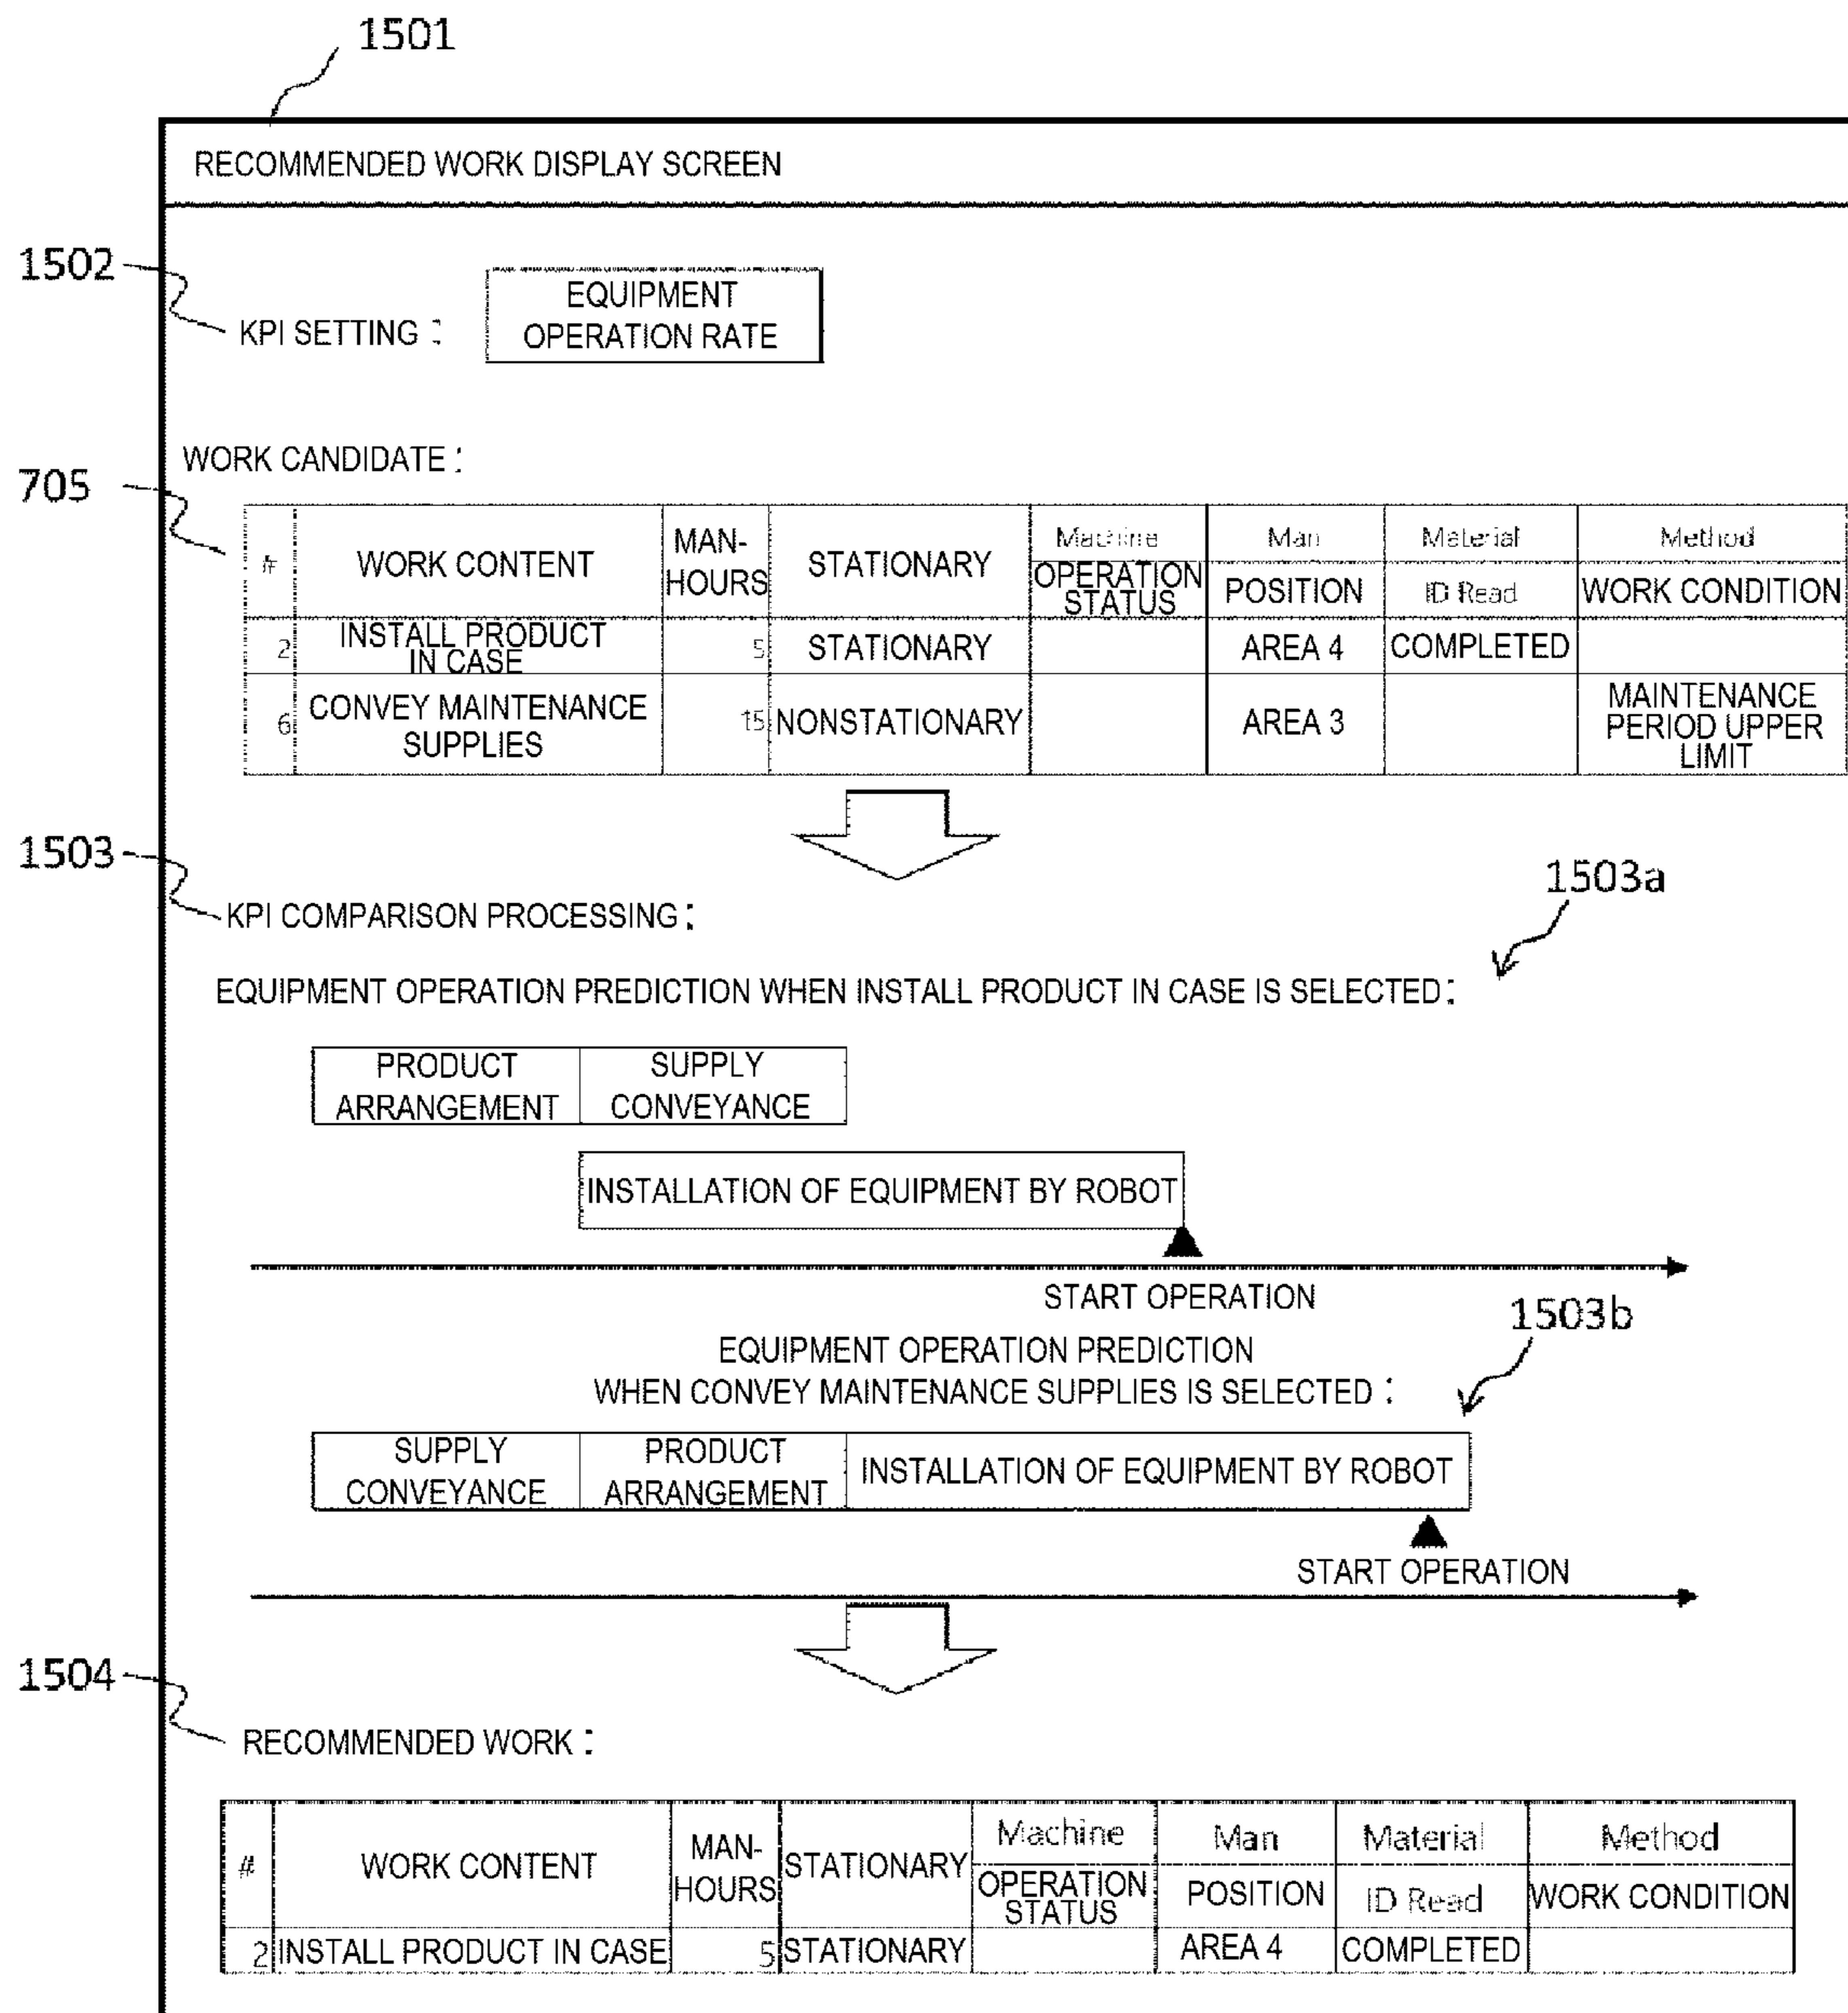 1501
RECOMMENDED WORK DISPLAY SCREEN
1502
KPI SETTING :
EQUIPMENT
OPERATION RATE
WORK CANDIDATE :
705
#
WORK CONTENT
MAN-
HOURS
STATIONARY
Machine
OPERATION
STATUS
Man
POSITION
Material
ID Read
Method
WORK CONDITION
2
INSTALL PRODUCT
IN CASE
5
STATIONARY
AREA 4
COMPLETED
6
CONVEY MAINTENANCE
SUPPLIES
15
NONSTATIONARY
AREA 3
MAINTENANCE
PERIOD UPPER
LIMIT
1503
KPI COMPARISON PROCESSING :
1503a
EQUIPMENT OPERATION PREDICTION WHEN INSTALL PRODUCT IN CASE IS SELECTED :
PRODUCT
ARRANGEMENT
SUPPLY
CONVEYANCE
INSTALLATION OF EQUIPMENT BY ROBOT
START OPERATION
1503b
EQUIPMENT OPERATION PREDICTION
WHEN CONVEY MAINTENANCE SUPPLIES IS SELECTED :
SUPPLY
CONVEYANCE
PRODUCT
ARRANGEMENT
INSTALLATION OF EQUIPMENT BY ROBOT
START OPERATION
1504
RECOMMENDED WORK :
#
WORK CONTENT
MAN-
HOURS
STATIONARY
Machine
OPERATION
STATUS
Man
POSITION
Material
ID Read
Method
WORK CONDITION
2
INSTALL PRODUCT IN CASE
5
STATIONARY
AREA 4
COMPLETED